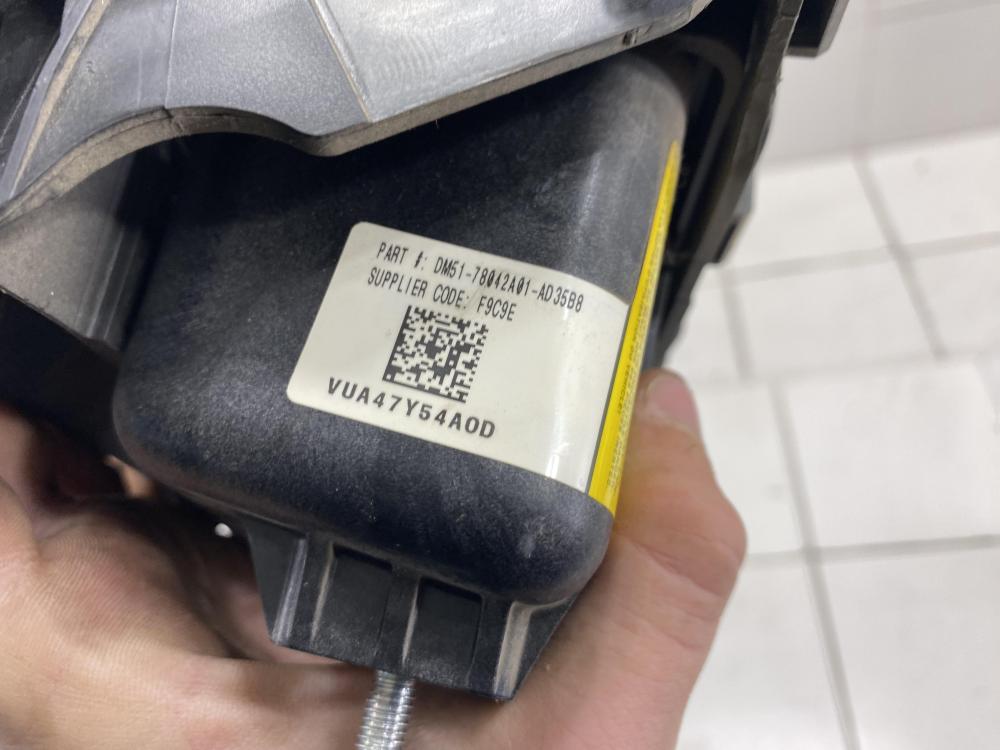 PART #: DM51-78042A01-AD35B8
SUPPLIER CODE: F9C9E
VUA47Y54A0D